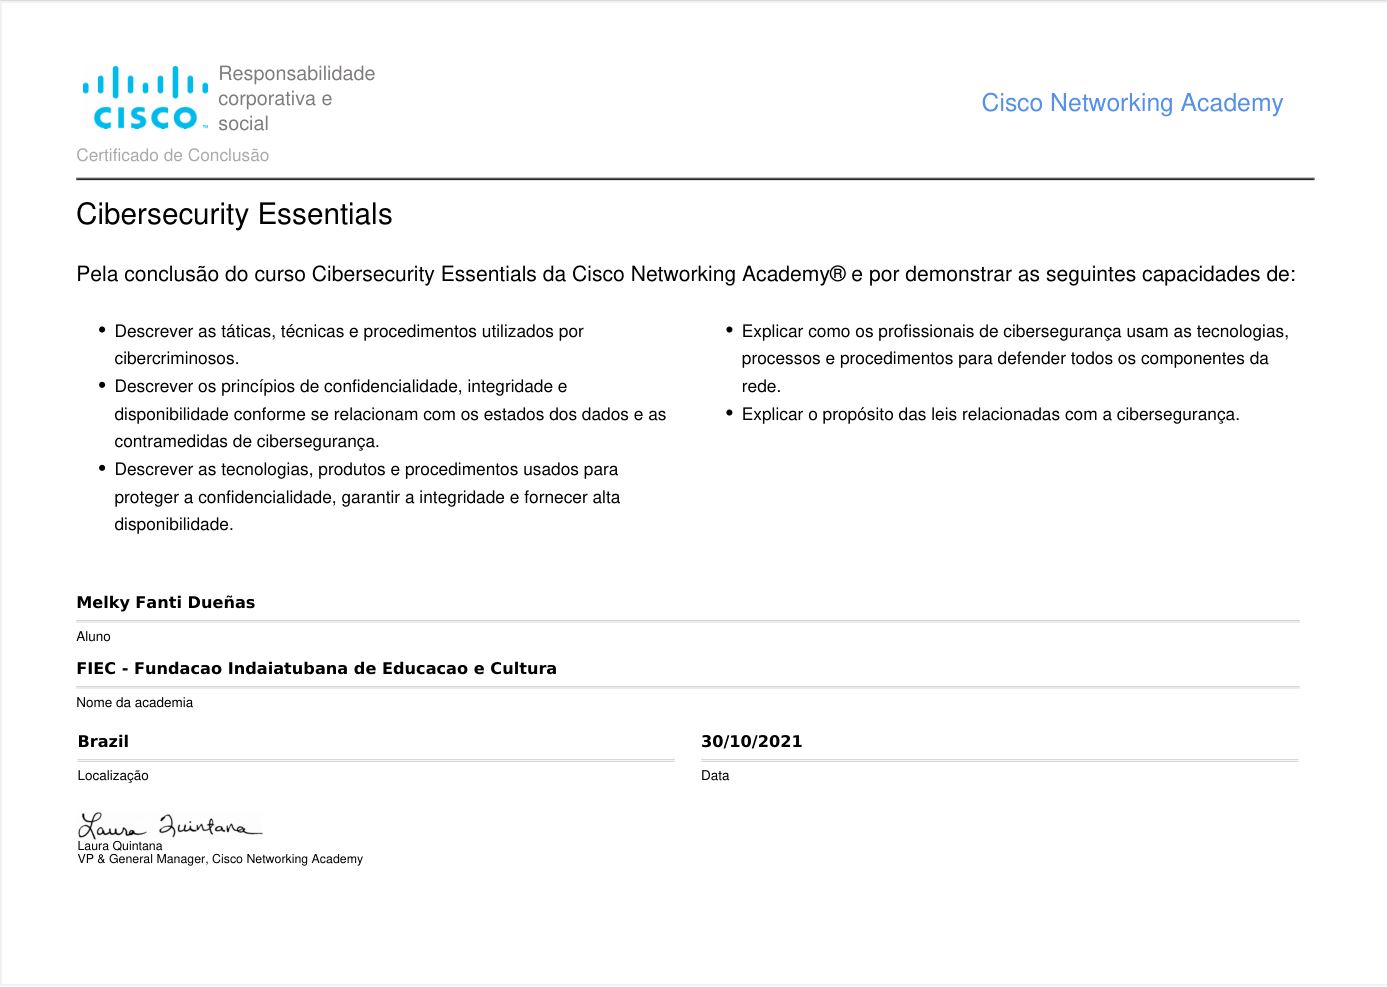 CISCO™
Responsabilidade
corporativa e
social
Cisco Networking Academy
Certificado de Conclusão
Cibersecurity Essentials
Pela conclusão do curso Cibersecurity Essentials da Cisco Networking Academy® e por demonstrar as seguintes capacidades de:
• Descrever as táticas, técnicas e procedimentos utilizados por
cibercriminosos.
• Descrever os princípios de confidencialidade, integridade e
disponibilidade conforme se relacionam com os estados dos dados e as
contramedidas de cibersegurança.
• Descrever as tecnologias, produtos e procedimentos usados para
proteger a confidencialidade, garantir a integridade e fornecer alta
disponibilidade.
• Explicar como os profissionais de cibersegurança usam as tecnologias,
processos e procedimentos para defender todos os componentes da
rede.
• Explicar o propósito das leis relacionadas com a cibersegurança.
Melky Fanti Dueñas
Aluno
FIEC - Fundacao Indaiatubana de Educacao e Cultura
Nome da academia
Brazil
Localização
30/10/2021
Data
Laura Quintana
Laura Quintana
VP & General Manager, Cisco Networking Academy